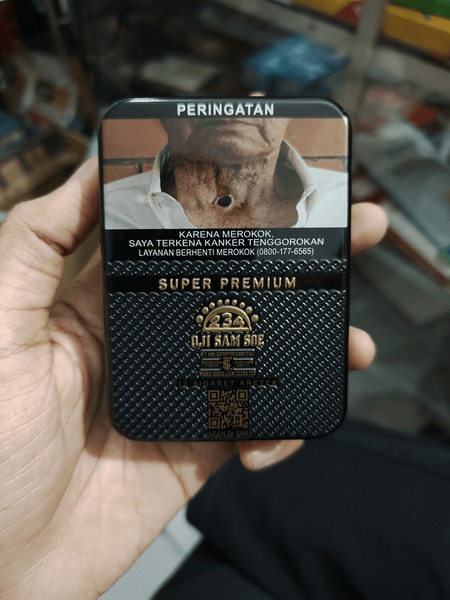 PERINGATAN
KARENA MEROKOK,
SAYA TERKENA KANKER TENGGOROKAN
LAYANAN BERHENTI MEROKOK (0800-177-6565)
SUPER PREMIUM
234
DJI SAM SOE
12 SIGARET KRETEK